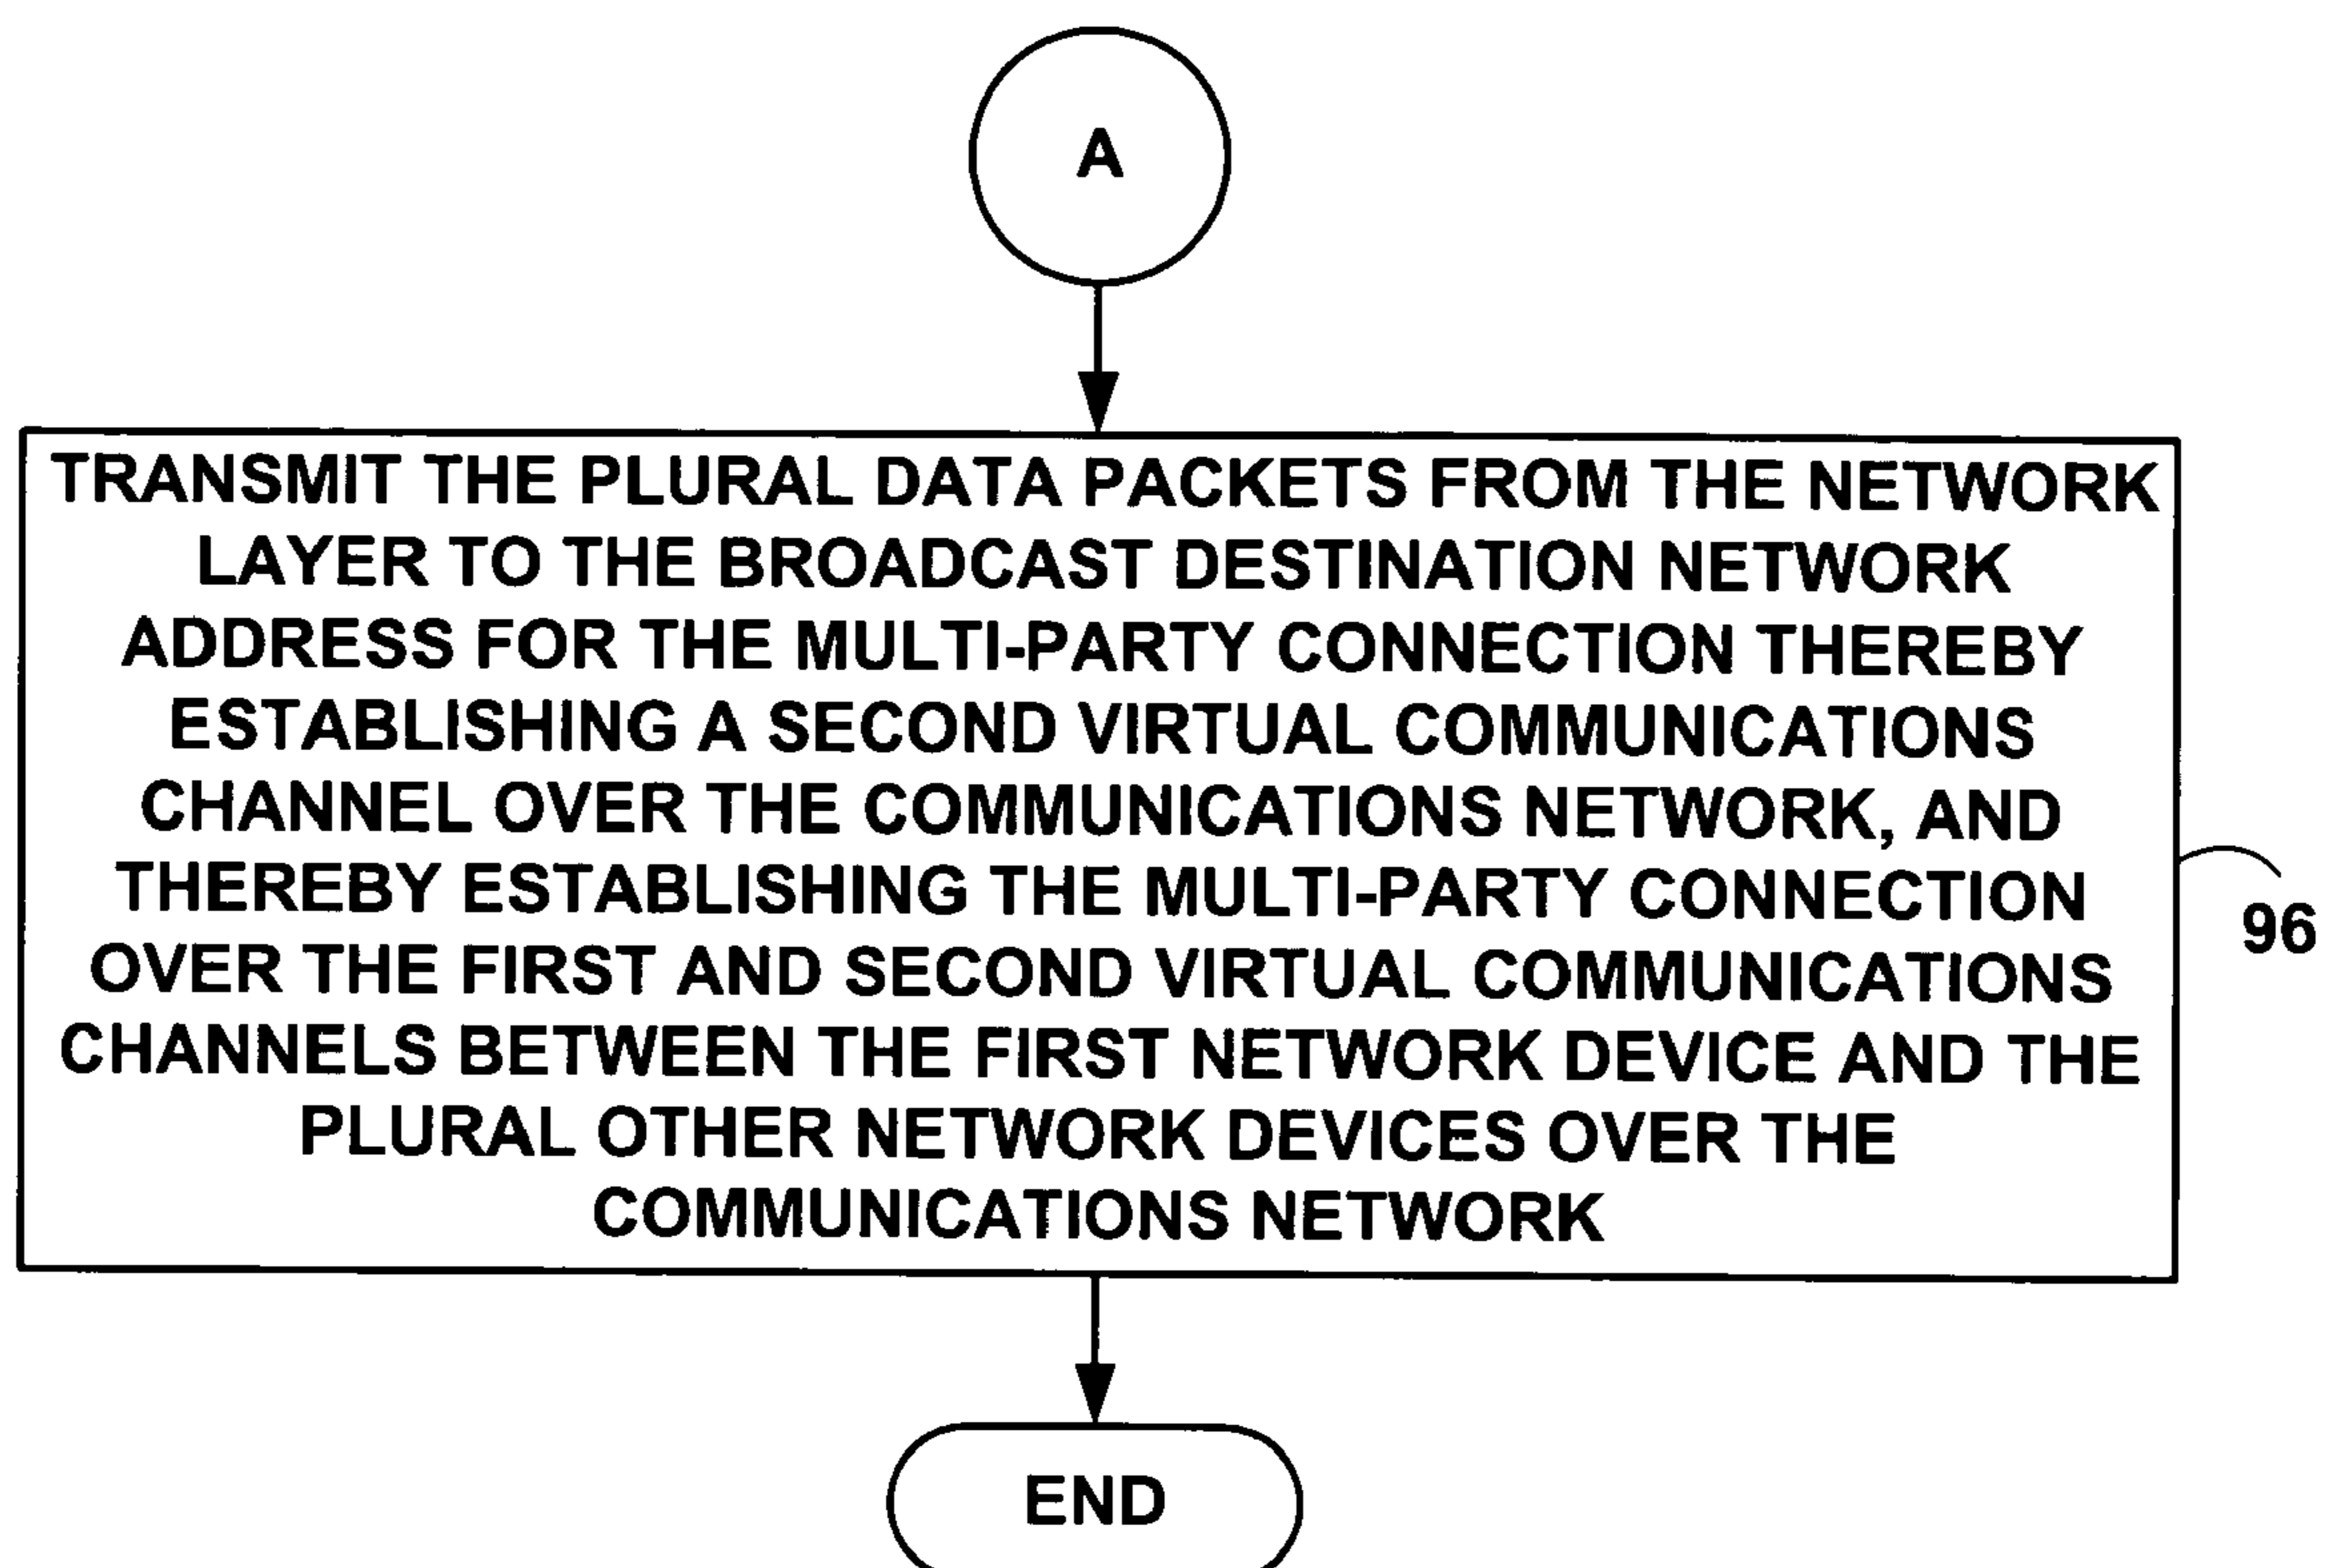 A
TRANSMIT THE PLURAL DATA PACKETS FROM THE NETWORK
LAYER TO THE BROADCAST DESTINATION NETWORK
ADDRESS FOR THE MULTI-PARTY CONNECTION THEREBY
ESTABLISHING A SECOND VIRTUAL COMMUNICATIONS
CHANNEL OVER THE COMMUNICATIONS NETWORK, AND
THEREBY ESTABLISHING THE MULTI-PARTY CONNECTION
OVER THE FIRST AND SECOND VIRTUAL COMMUNICATIONS
CHANNELS BETWEEN THE FIRST NETWORK DEVICE AND THE
PLURAL OTHER NETWORK DEVICES OVER THE
COMMUNICATIONS NETWORK
96
END